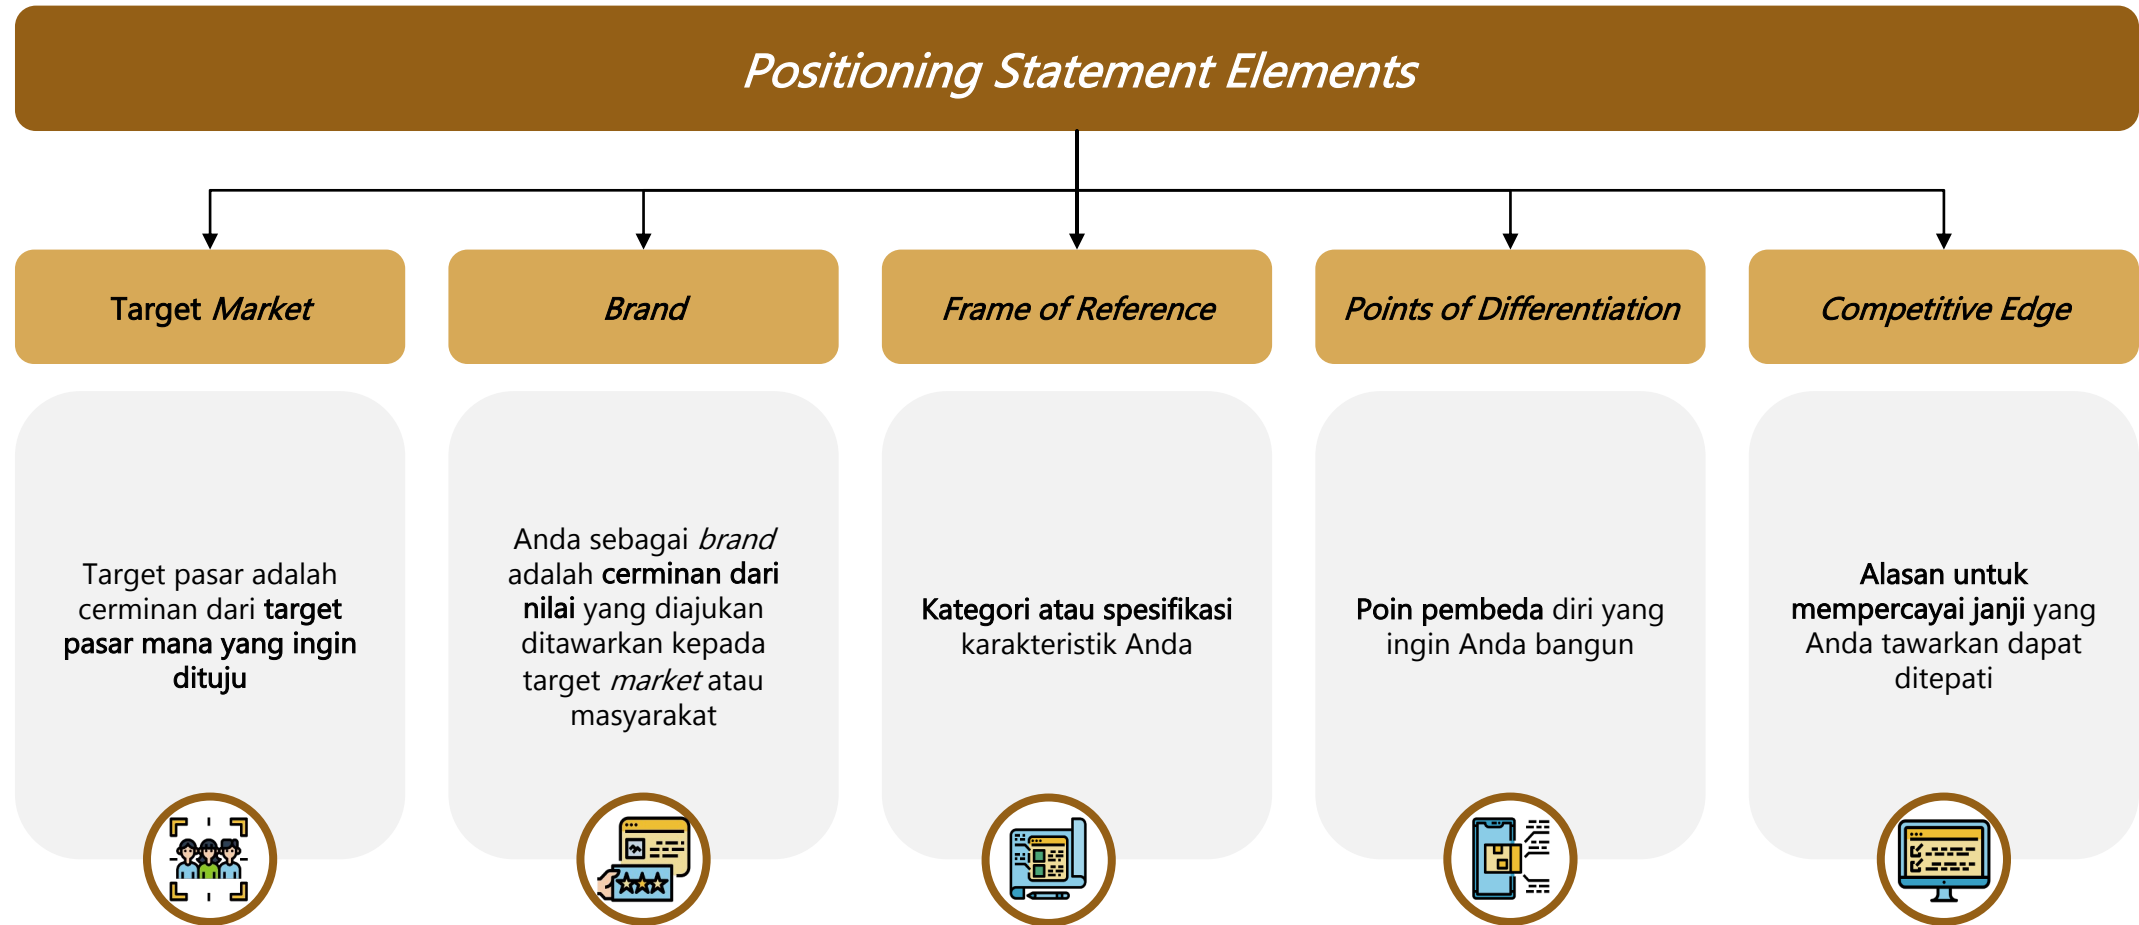 Positioning Statement Elements
Target Market
Brand
Frame of Reference
Points of Differentiation
Competitive Edge
Target pasar adalah
cerminan dari target
pasar mana yang ingin
dituju
Anda sebagai brand
adalah cerminan dari
nilai yang diajukan
ditawarkan kepada
target market atau
masyarakat
Kategori atau spesifikasi
karakteristik Anda
Poin pembeda diri yang
ingin Anda bangun
Alasan untuk
mempercayai janji yang
Anda tawarkan dapat
ditepati